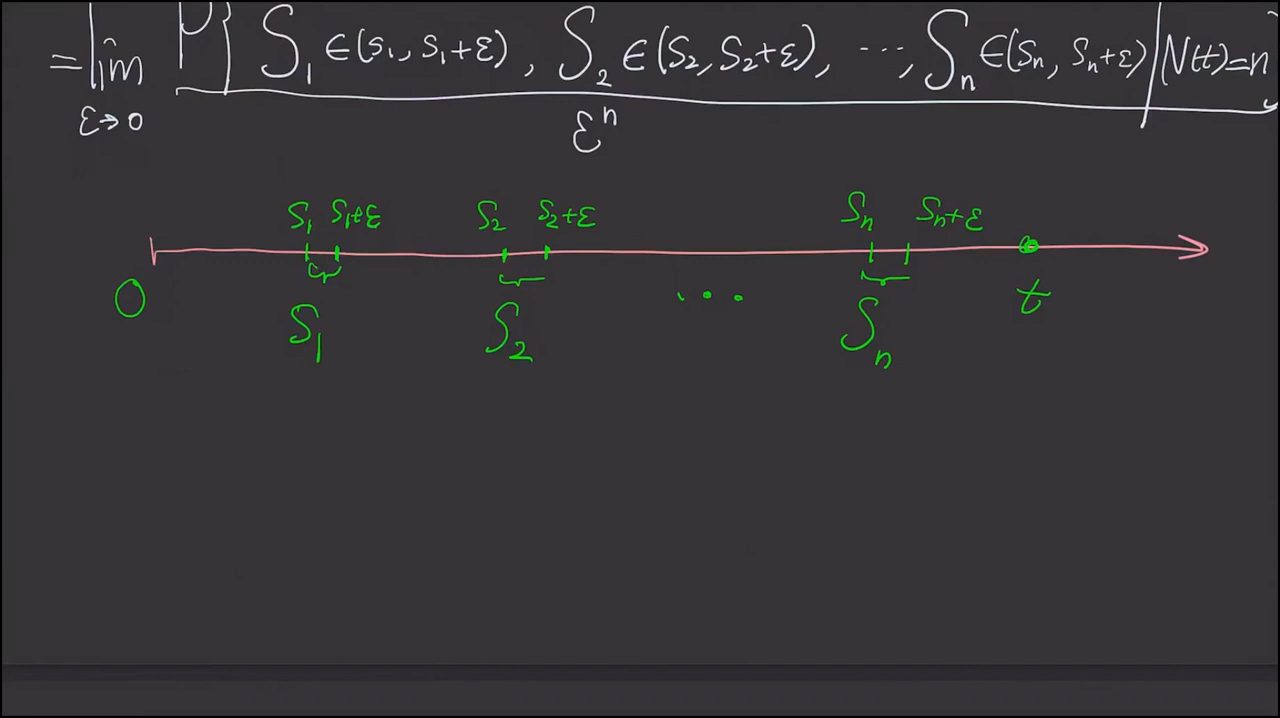 = lim P{ S₁ ∈ (s₁, s₁+ε), S₂ ∈ (s₂, s₂+ε), ⋯, Sₙ ∈ (sₙ, sₙ+ε) | N(t)=n}
ε→0
εⁿ
s₁ s₁+ε s₂ s₂+ε sₙ sₙ+ε
0 S₁ S₂ ... Sₙ t